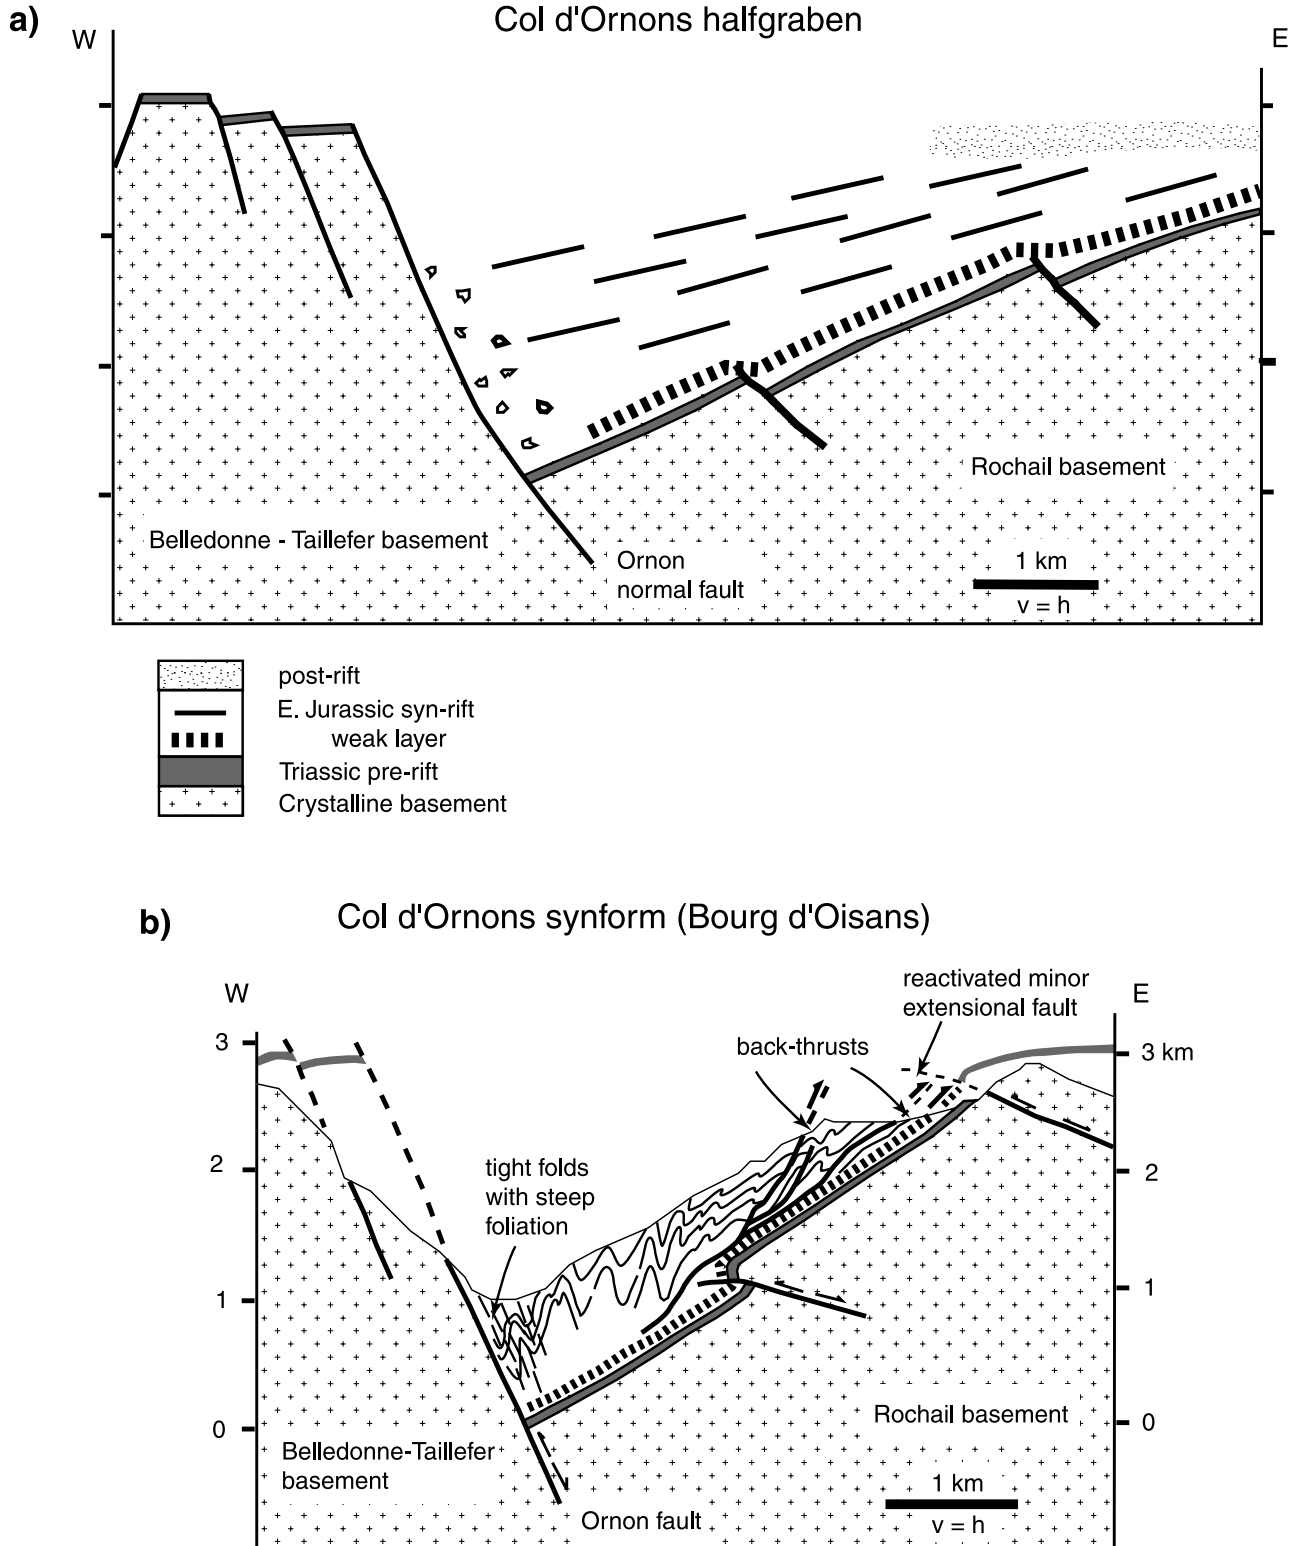 a)
Col d'Ornons halfgraben
W
E
Rochail basement
Belledonne - Taillefer basement
Ornon
normal fault
1 km
v = h
post-rift
E. Jurassic syn-rift
weak layer
Triassic pre-rift
Crystalline basement
b)
Col d'Ornons synform (Bourg d'Oisans)
W
E
reactivated minor
extensional fault
back-thrusts
3
3 km
tight folds
with steep
foliation
2
2
1
1
0
0
Rochail basement
Belledonne-Taillefer
basement
Ornon fault
1 km
v = h